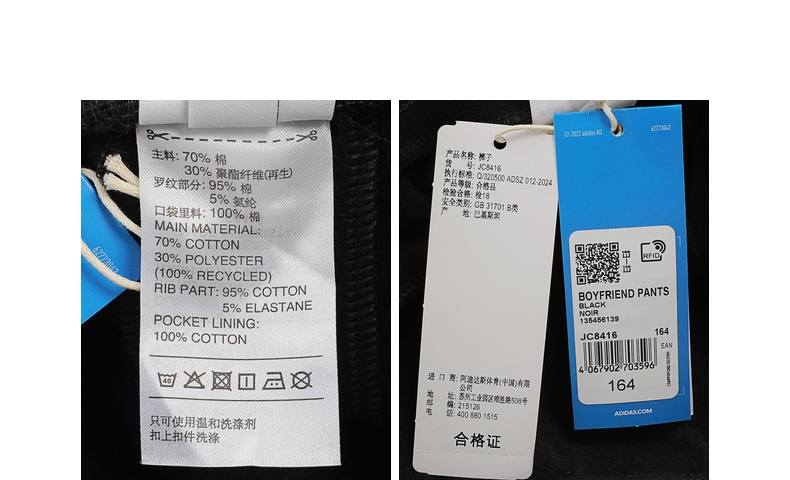 主料: 70% 棉
30% 聚酯纤维(再生)
罗纹部分: 95% 棉
5% 氨纶
口袋里料: 100% 棉
MAIN MATERIAL:
70% COTTON
30% POLYESTER
(100% RECYCLED)
RIB PART: 95% COTTON
5% ELASTANE
POCKET LINING:
100% COTTON
40
只可使用温和洗涤剂
扣上扣件洗涤
62773043
产品名称: 裤子
货 号: JC8416
执行标准: Q/320500 ADSZ 012-2024
产品等级: 合格品
检验合格: 检18
安全类别: GB 31701 B类
产 地: 巴基斯坦
进 口 商: 阿迪达斯体育(中国)有限
公司
地 址: 苏州工业园区唯胜路508号
邮 编: 215126
电 话: 400 880 1515
合格证
© 2022 adidas AG
62773043
RFID
BOYFRIEND PANTS
BLACK
NOIR
135456139
JC8416 164
EAN
4 067902 703596
164
ADIDAS.COM